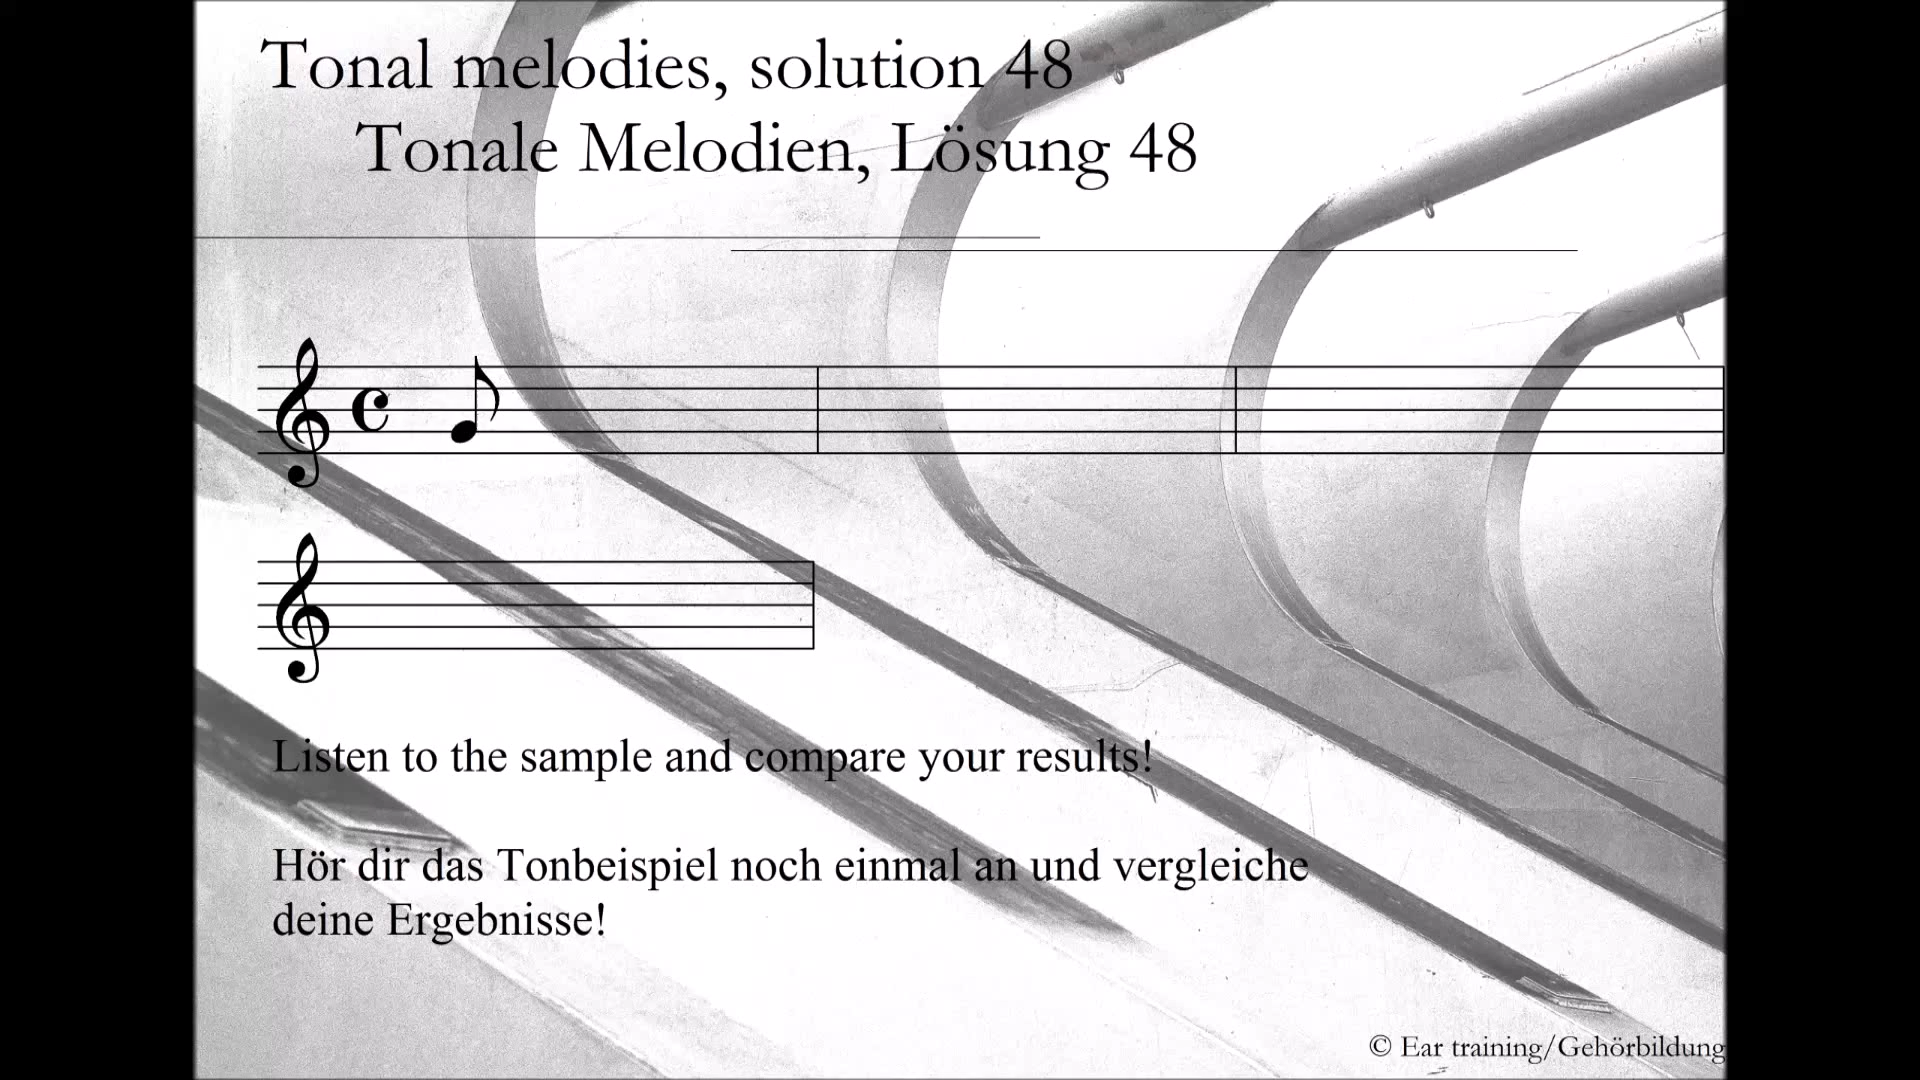 Tonal melodies, solution 48
Tonale Melodien, Lösung 48
Listen to the sample and compare your results!
Hör dir das Tonbeispiel noch einmal an und vergleiche
deine Ergebnisse!
© Ear training/Gehörbildung